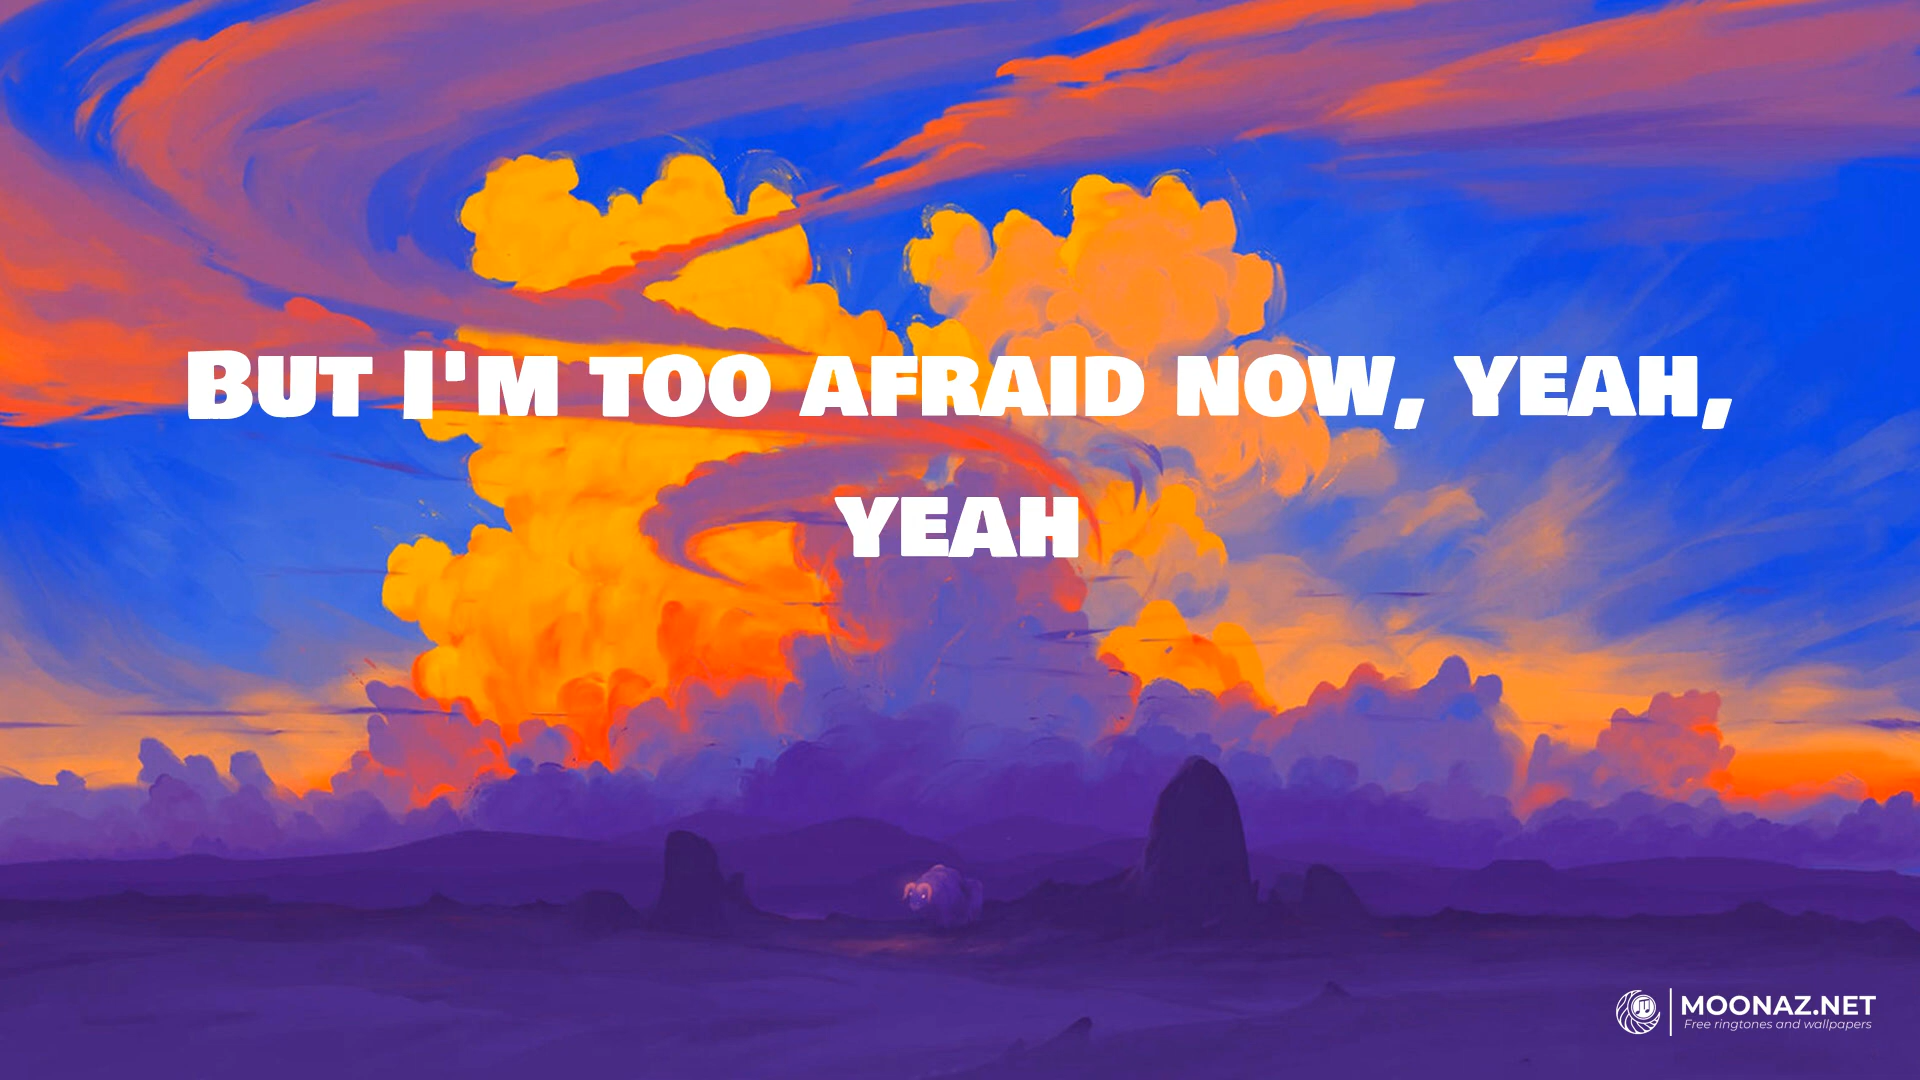 But I'm too afraid now, yeah,
yeah
MOONAZ.NET
Free ringtones and wallpapers